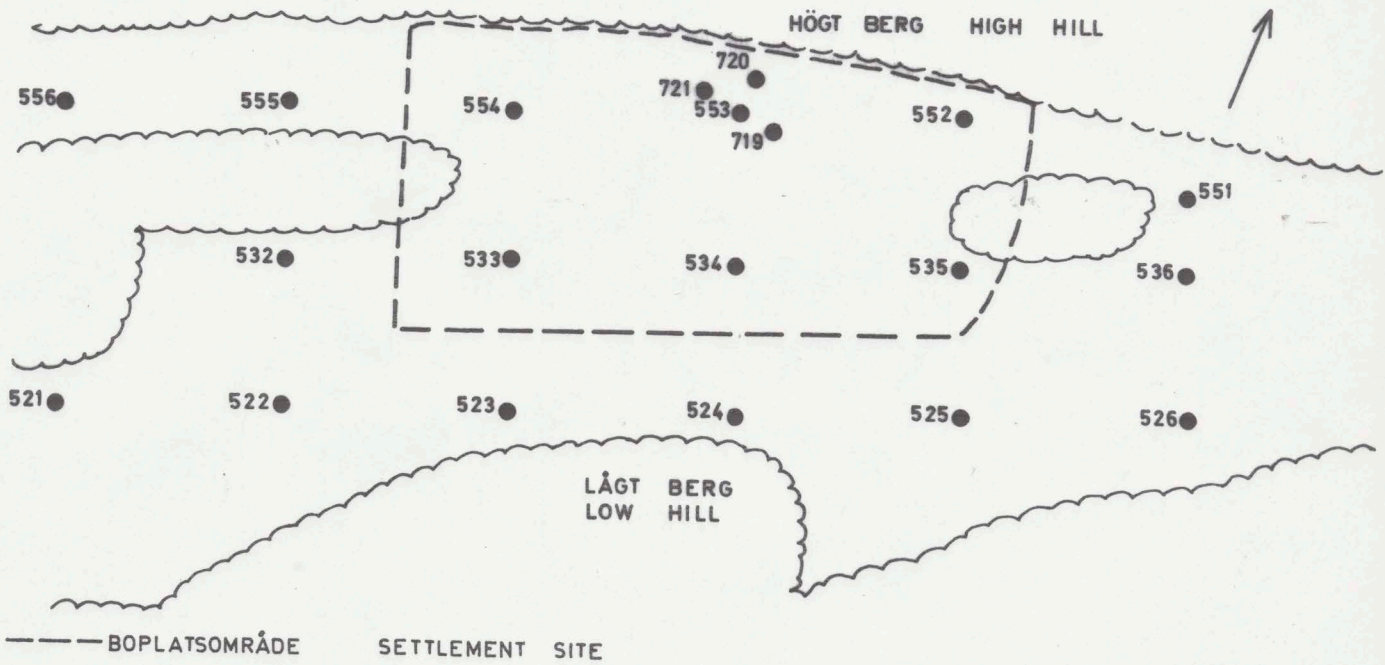 HÖGT BERG HIGH HILL
720
556 555 554 721 553 552
719
551
532 533 534 535 536
521 522 523 524 525 526
LÅGT BERG
LOW HILL
BOPLATSOMRÅDE SETTLEMENT SITE